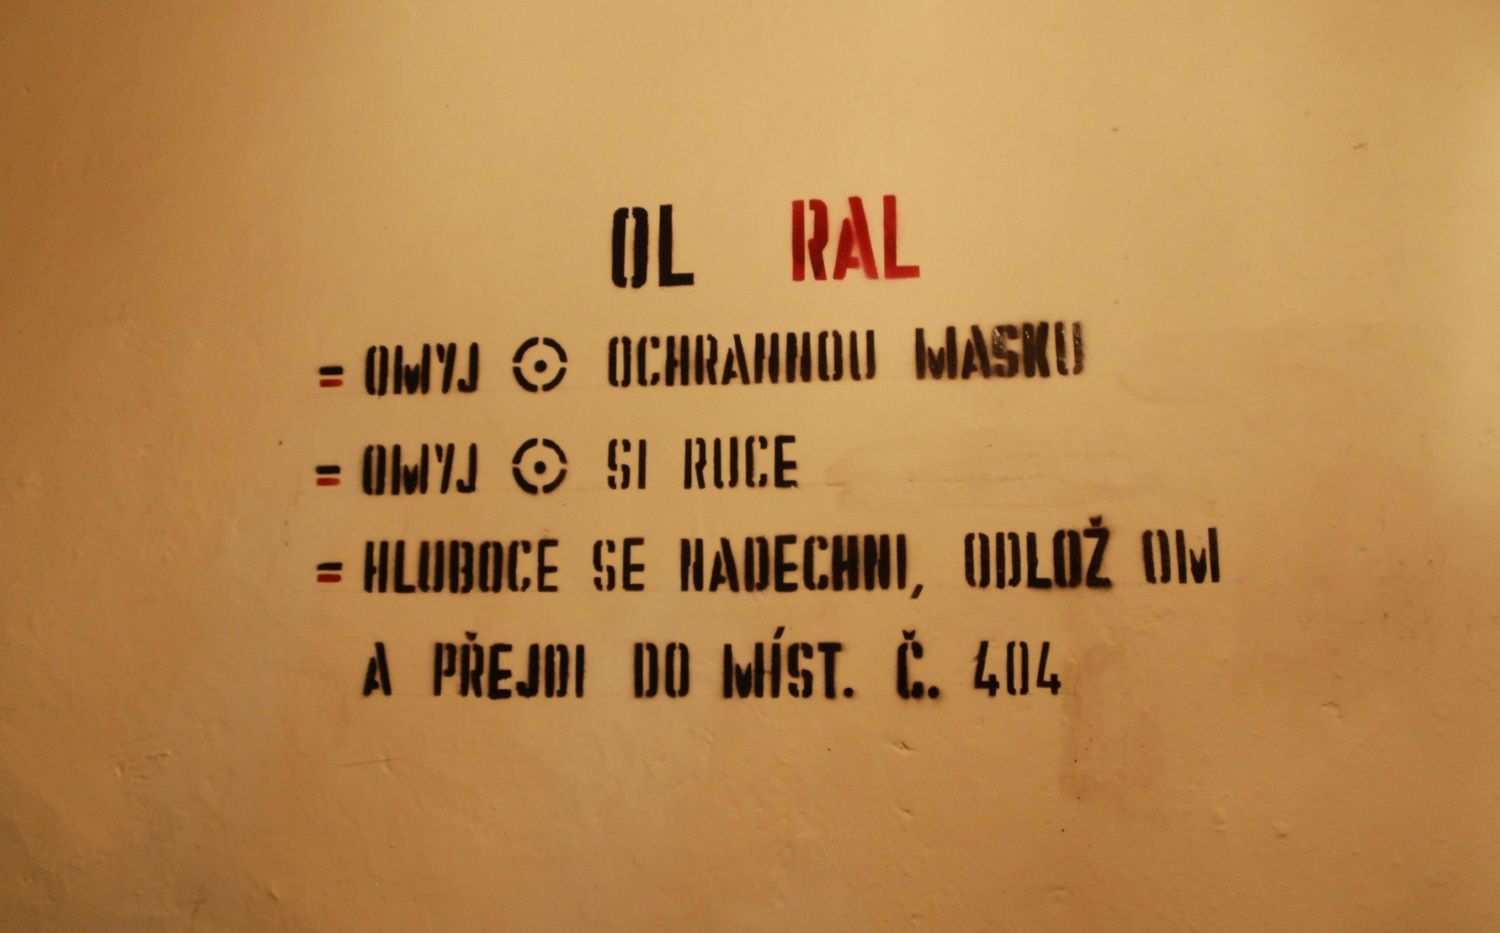 OL RAL
= OMYJ OCHRANNOU MASKU
= OMYJ SI RUCE
= HLUBOCE SE NADECHNI, ODLOŽ OM
A PŘEJDI DO MÍST. Č. 404